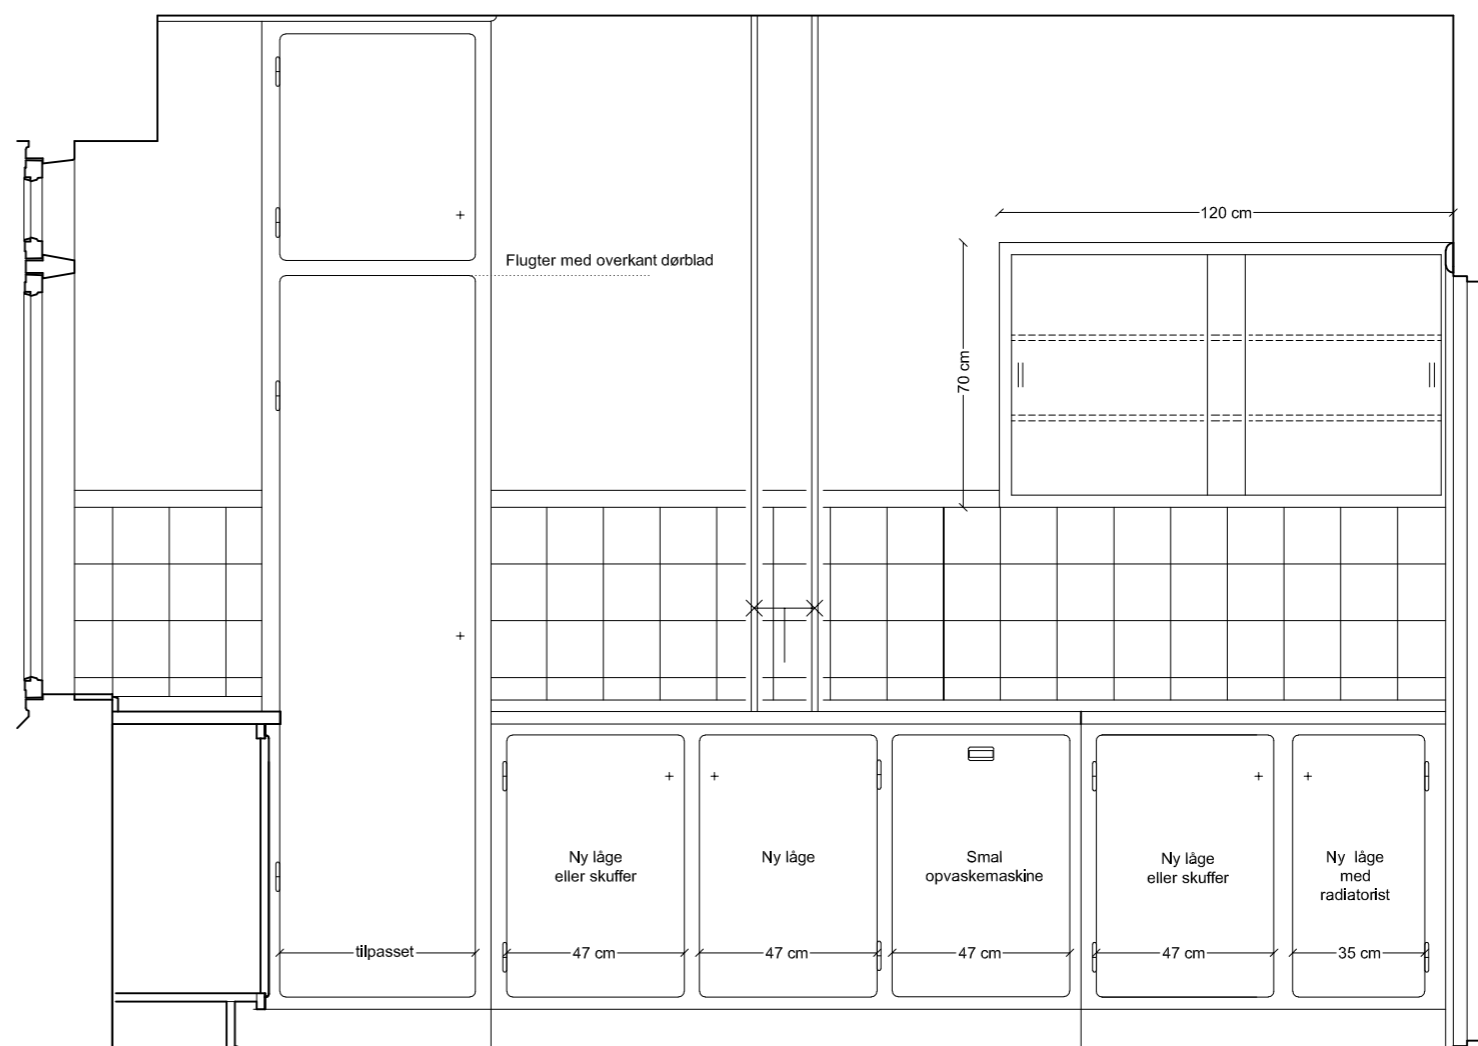 120 cm
Flugter med overkant dørblad
70 cm
Ny låge
eller skuffer
Ny låge
Smal
opvaskemaskine
Ny låge
eller skuffer
Ny låge
med
radiatorist
tilpasset
47 cm
47 cm
47 cm
47 cm
35 cm